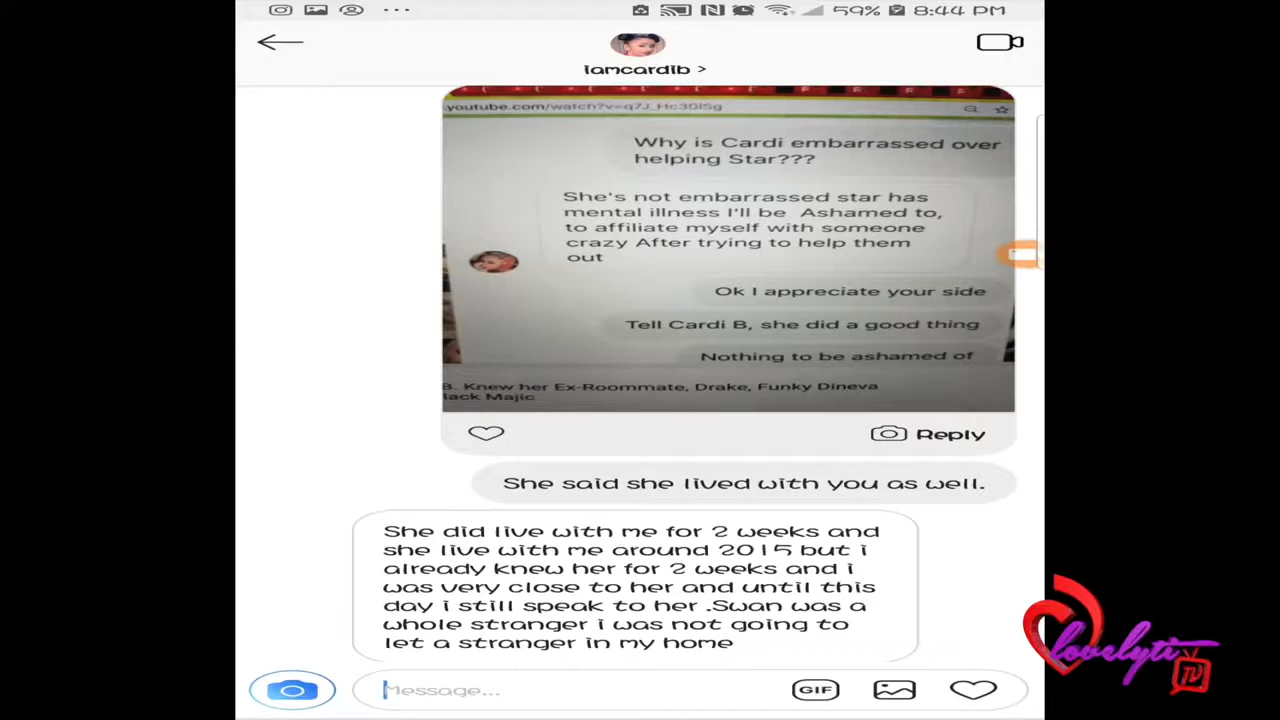 59% 8:44 PM
iamcardib >
youtube.com/watch?v=q7J_Hc30ISg
Why is Cardi embarrassed over
helping Star???
She's not embarrassed star has
mental illness I'll be Ashamed to,
to affiliate myself with someone
crazy After trying to help them
out
Ok I appreciate your side
Tell Cardi B, she did a good thing
Nothing to be ashamed of
B. Knew her Ex-Roommate, Drake, Funky Dineva
lack Majic
Reply
She said she lived with you as well.
She did live with me for 2 weeks and
she live with me around 2015 but i
already knew her for 2 weeks and i
was very close to her and until this
day i still speak to her .Swan was a
whole stranger i was not going to
let a stranger in my home
Message...
GIF
lovelyti
TV